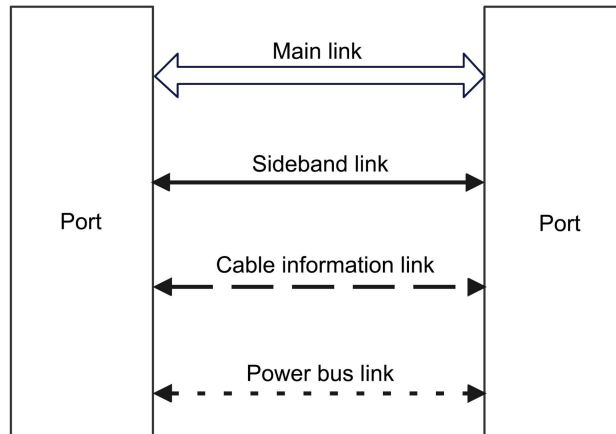 Main link
Sideband link
Port
Port
Cable information link
Power bus link